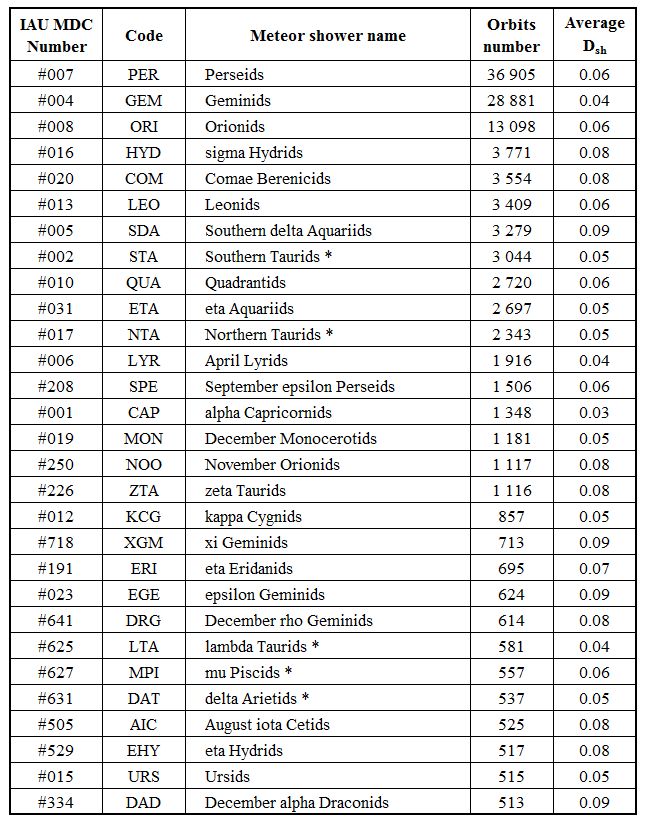 IAU MDC Number Code Meteor shower name Orbits number Average Dsh
#007 PER Perseids 36 905 0.06
#004 GEM Geminids 28 881 0.04
#008 ORI Orionids 13 098 0.06
#016 HYD sigma Hydrids 3 771 0.08
#020 COM Comae Berenicids 3 554 0.08
#013 LEO Leonids 3 409 0.06
#005 SDA Southern delta Aquariids 3 279 0.09
#002 STA Southern Taurids * 3 044 0.05
#010 QUA Quadrantids 2 720 0.06
#031 ETA eta Aquariids 2 697 0.05
#017 NTA Northern Taurids * 2 343 0.05
#006 LYR April Lyrids 1 916 0.04
#208 SPE September epsilon Perseids 1 506 0.06
#001 CAP alpha Capricornids 1 348 0.03
#019 MON December Monocerotids 1 181 0.05
#250 NOO November Orionids 1 117 0.08
#226 ZTA zeta Taurids 1 116 0.08
#012 KCG kappa Cygnids 857 0.05
#718 XGM xi Geminids 713 0.09
#191 ERI eta Eridanids 695 0.07
#023 EGE epsilon Geminids 624 0.09
#641 DRG December rho Geminids 614 0.08
#625 LTA lambda Taurids * 581 0.04
#627 MPI mu Piscids * 557 0.06
#631 DAT delta Arietids * 537 0.05
#505 AIC August iota Cetids 525 0.08
#529 EHY eta Hydrids 517 0.08
#015 URS Ursids 515 0.05
#334 DAD December alpha Draconids 513 0.09